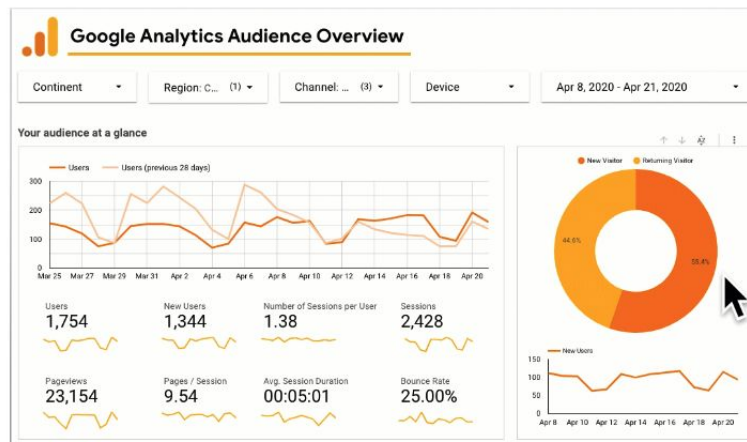 Google Analytics Audience Overview
Continent
Region: C... (1)
Channel: ... (3)
Device
Apr 8, 2020 - Apr 21, 2020
Your audience at a glance
Users Users (previous 28 days)
300
200
100
0
Mar 25 Mar 27 Mar 29 Mar 31 Apr 2 Apr 4 Apr 6 Apr 8 Apr 10 Apr 12 Apr 14 Apr 16 Apr 18 Apr 20
Users
1,754
New Users
1,344
Number of Sessions per User
1.38
Sessions
2,428
Pageviews
23,154
Pages / Session
9.54
Avg. Session Duration
00:05:01
Bounce Rate
25.00%
New Visitor Returning Visitor
44.6%
55.4%
New Users
150
100
50
0
Apr 8 Apr 10 Apr 12 Apr 14 Apr 16 Apr 18 Apr 20